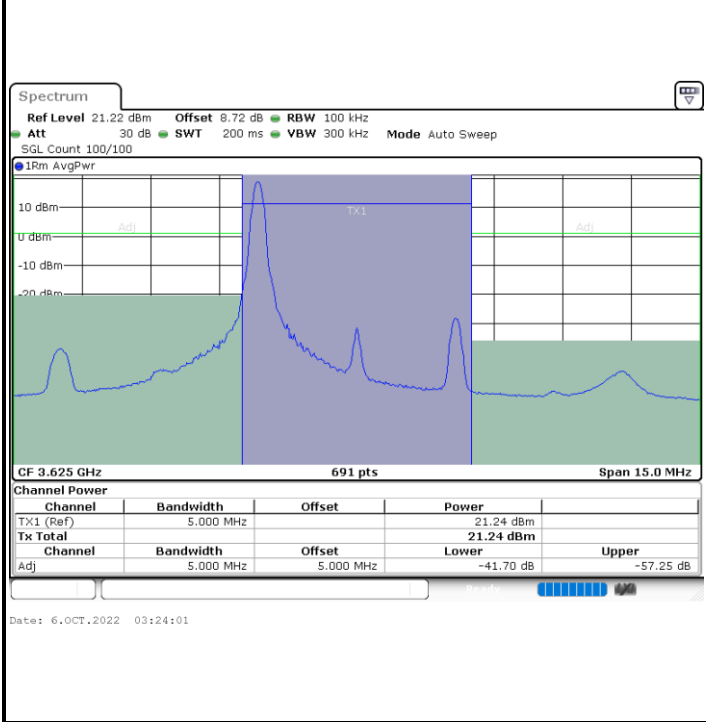 Spectrum
Ref Level 21.22 dBm Offset 8.72 dB RBW 100 kHz
Att 30 dB SWT 200 ms VBW 300 kHz Mode Auto Sweep
SGL Count 100/100
1Rm AvgPwr
10 dBm
TX1
Adj Adj
0 dBm
-10 dBm
-20 dBm
CF 3.625 GHz 691 pts Span 15.0 MHz
Channel Power
Channel Bandwidth Offset Power
TX1 (Ref) 5.000 MHz 21.24 dBm
Tx Total 21.24 dBm
Channel Bandwidth Offset Lower Upper
Adj 5.000 MHz 5.000 MHz -41.70 dB -57.25 dB
Ready
Date: 6.OCT.2022 03:24:01